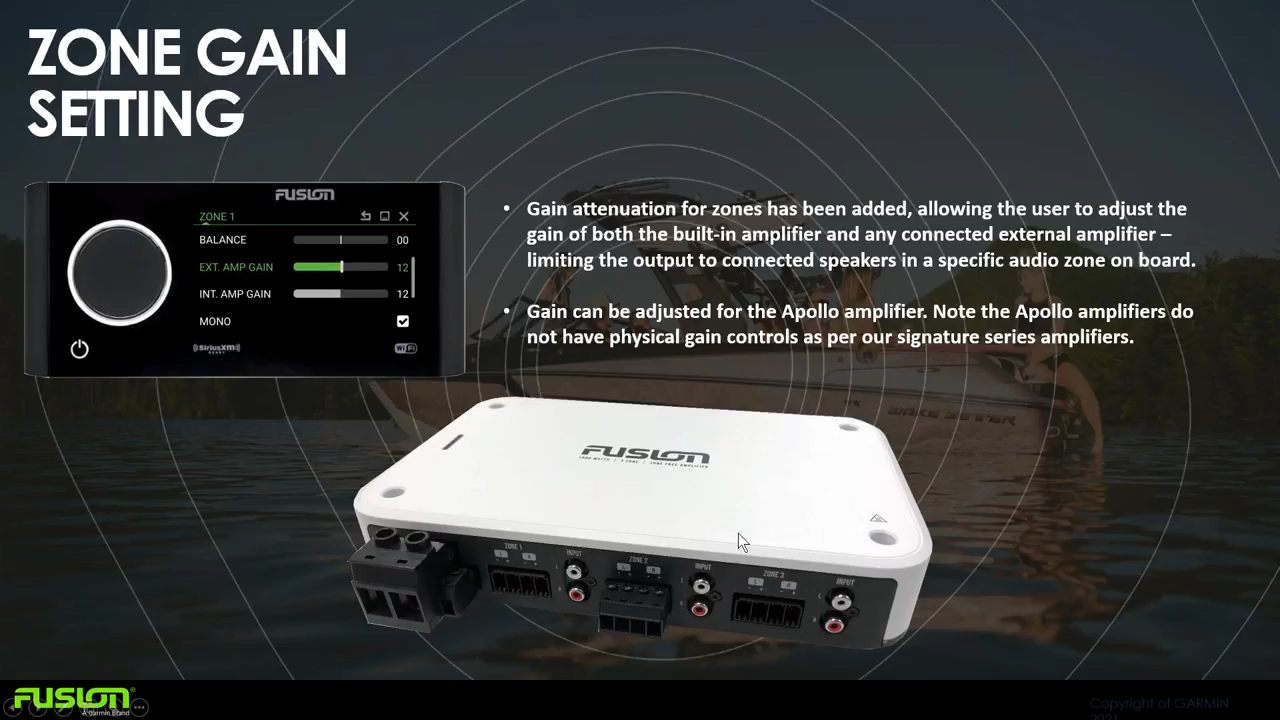 ZONE GAIN
SETTING
FUSION
ZONE 1
BALANCE 00
EXT. AMP GAIN 12
INT. AMP GAIN 12
MONO
SiriusXM
READY
WiFi
• Gain attenuation for zones has been added, allowing the user to adjust the
gain of both the built-in amplifier and any connected external amplifier –
limiting the output to connected speakers in a specific audio zone on board.
• Gain can be adjusted for the Apollo amplifier. Note the Apollo amplifiers do
not have physical gain controls as per our signature series amplifiers.
FUSION
ZONE 1
L R
INPUT
ZONE 2
L R
INPUT
ZONE 3
L R
INPUT
FUSION®
A Garmin Brand
Copyright of GARMIN
2021